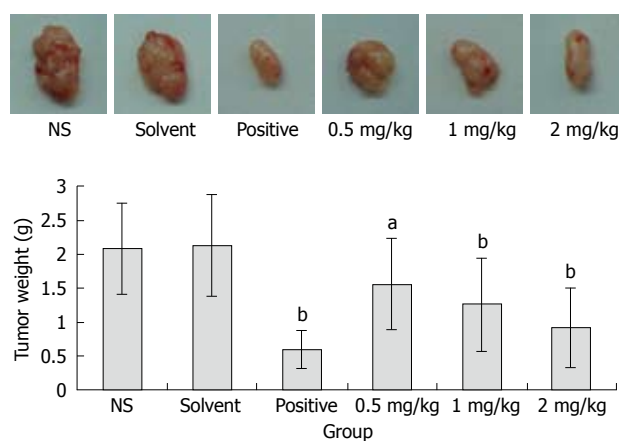 NS Solvent Positive 0.5 mg/kg 1 mg/kg 2 mg/kg
3
2.5
2
1.5
1
0.5
0
Tumor weight (g)
b
a
b
b
NS Solvent Positive 0.5 mg/kg 1 mg/kg 2 mg/kg
Group